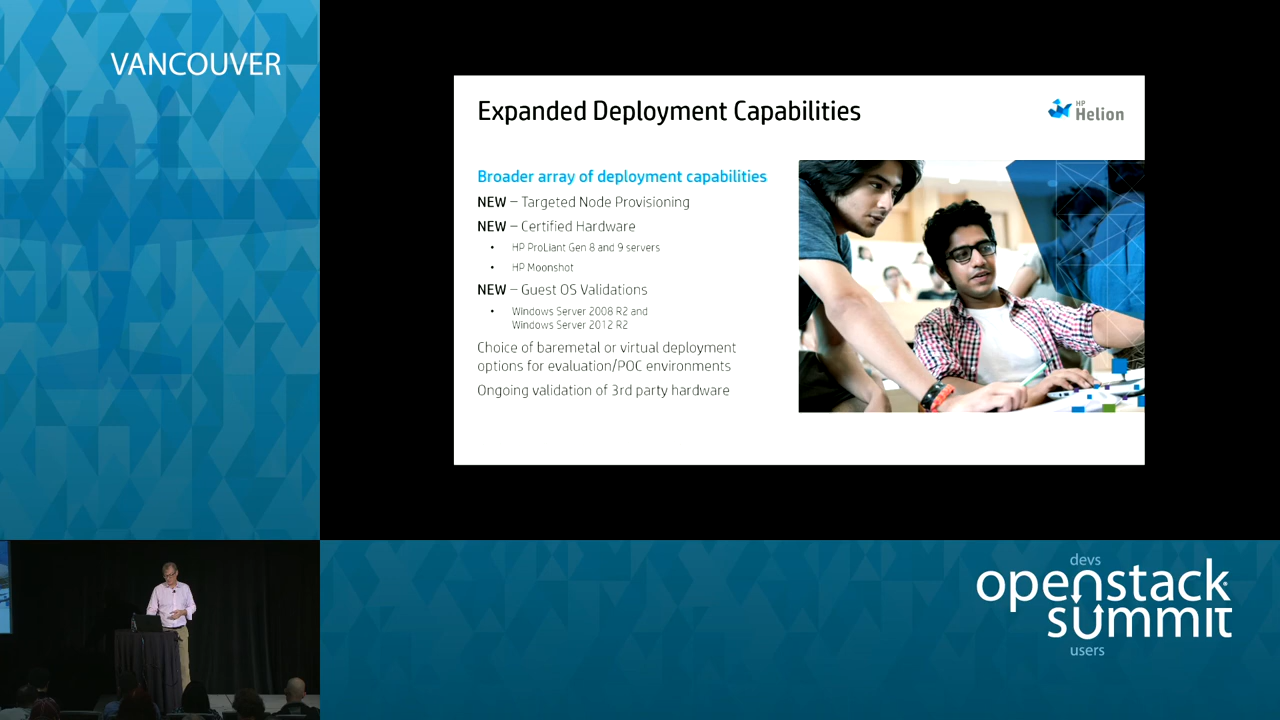 VANCOUVER
Expanded Deployment Capabilities
HP
Helion
Broader array of deployment capabilities
NEW – Targeted Node Provisioning
NEW – Certified Hardware
• HP ProLiant Gen 8 and 9 servers
• HP Moonshot
NEW – Guest OS Validations
• Windows Server 2008 R2 and
Windows Server 2012 R2
Choice of baremetal or virtual deployment
options for evaluation/POC environments
Ongoing validation of 3rd party hardware
devs
openstack
summit
users